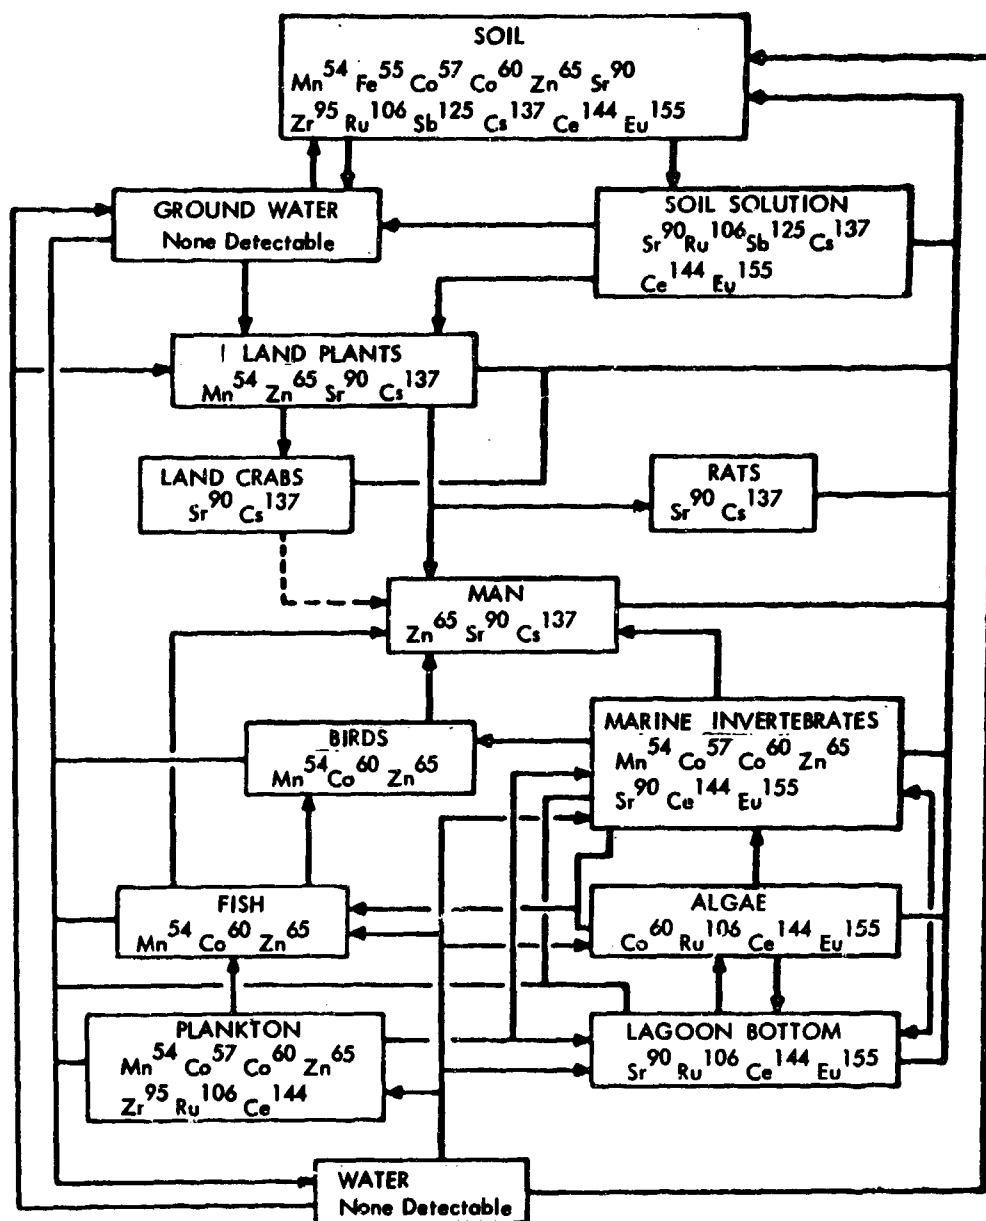 SOIL
Mn54 Fe55 Co57 Co60 Zn65 Sr90
Zr95 Ru106 Sb125 Cs137 Ce144 Eu155
GROUND WATER
None Detectable
SOIL SOLUTION
Sr90 Ru106 Sb125 Cs137
Ce144 Eu155
LAND PLANTS
Mn54 Zn65 Sr90 Cs137
LAND CRABS
Sr90 Cs137
RATS
Sr90 Cs137
MAN
Zn65 Sr90 Cs137
BIRDS
Mn54 Co60 Zn65
MARINE INVERTEBRATES
Mn54 Co57 Co60 Zn65
Sr90 Ce144 Eu155
FISH
Mn54 Co60 Zn65
ALGAE
Co60 Ru106 Ce144 Eu155
PLANKTON
Mn54 Co57 Co60 Zn65
Zr95 Ru106 Ce144
LAGOON BOTTOM
Sr90 Ru106 Ce144 Eu155
WATER
None Detectable